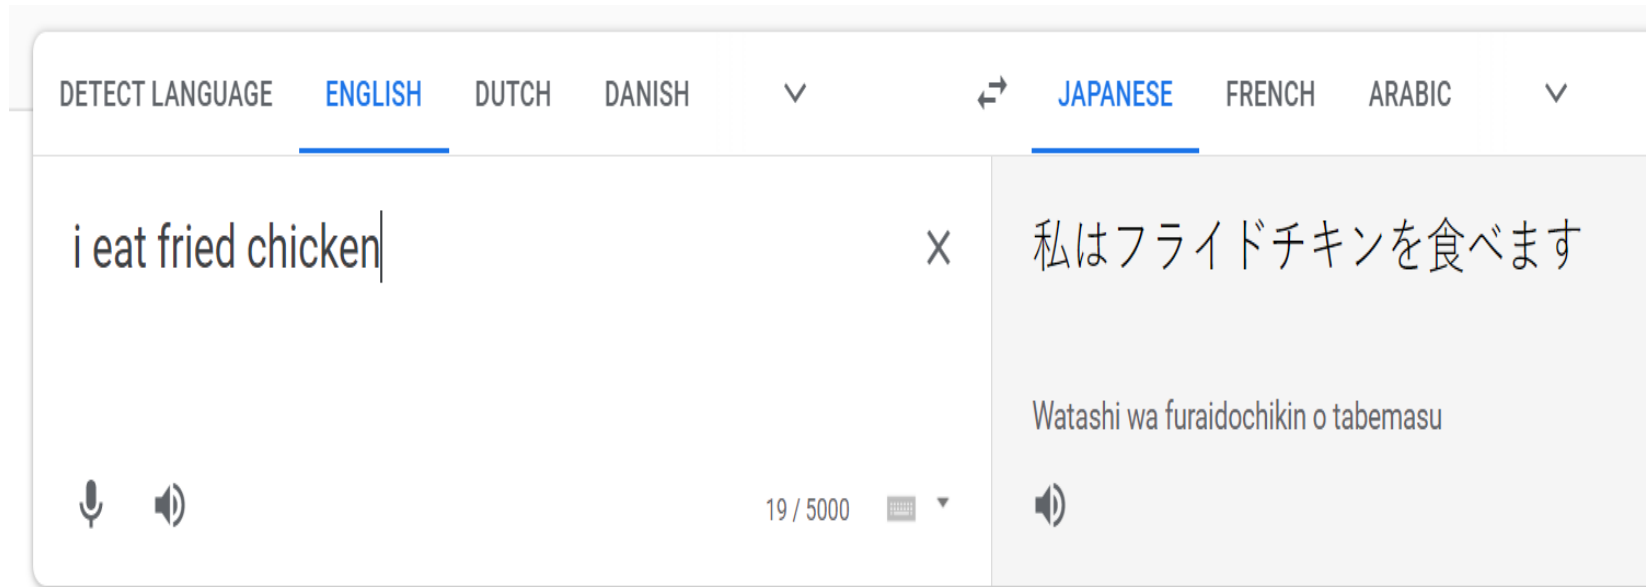 DETECT LANGUAGE ENGLISH DUTCH DANISH JAPANESE FRENCH ARABIC
i eat fried chicken
私はフライドチキンを食べます
Watashi wa furaidochikin o tabemasu
19 / 5000